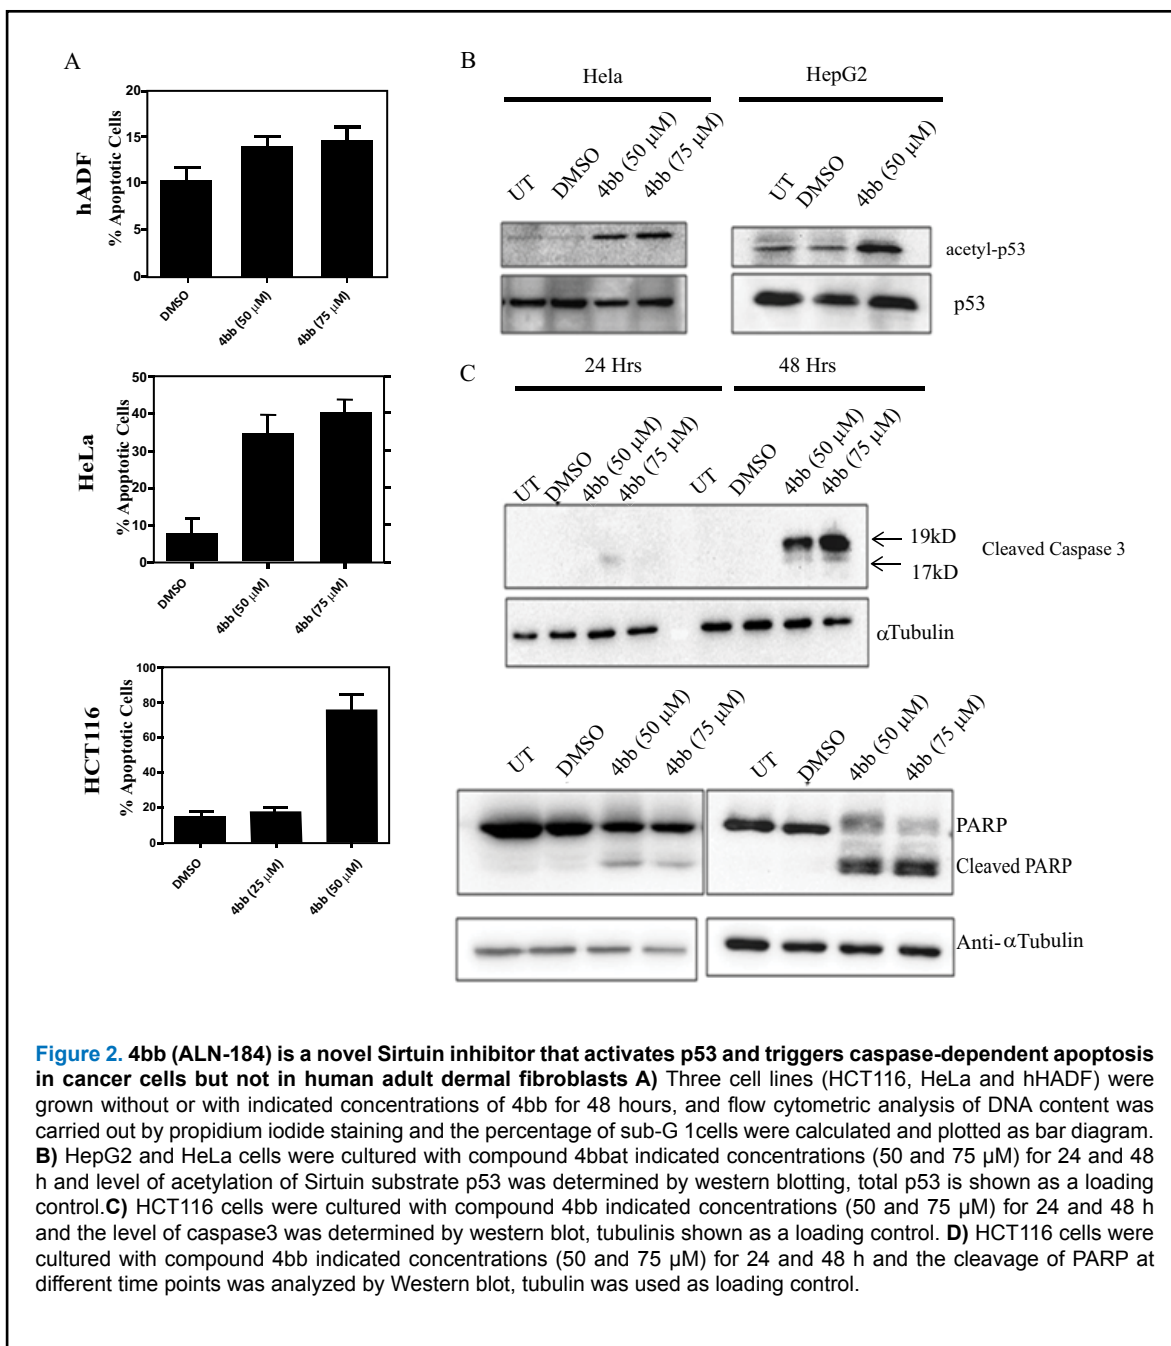 A
hADF
% Apoptotic Cells
20
15
10
5
0
DMSO
4bb (50 µM)
4bb (75 µM)
HeLa
% Apoptotic Cells
50
40
30
20
10
0
DMSO
4bb (50 µM)
4bb (75 µM)
HCT116
% Apoptotic Cells
100
80
60
40
20
0
DMSO
4bb (25 µM)
4bb (50 µM)
B
Hela
HepG2
UT
DMSO
4bb (50 µM)
4bb (75 µM)
UT
DMSO
4bb (50 µM)
acetyl-p53
p53
C
24 Hrs
48 Hrs
UT
DMSO
4bb (50 µM)
4bb (75 µM)
UT
DMSO
4bb (50 µM)
4bb (75 µM)
19kD
Cleaved Caspase 3
17kD
αTubulin
UT
DMSO
4bb (50 µM)
4bb (75 µM)
UT
DMSO
4bb (50 µM)
4bb (75 µM)
PARP
Cleaved PARP
Anti-αTubulin
Figure 2. 4bb (ALN-184) is a novel Sirtuin inhibitor that activates p53 and triggers caspase-dependent apoptosis
in cancer cells but not in human adult dermal fibroblasts A) Three cell lines (HCT116, HeLa and hHADF) were
grown without or with indicated concentrations of 4bb for 48 hours, and flow cytometric analysis of DNA content was
carried out by propidium iodide staining and the percentage of sub-G 1cells were calculated and plotted as bar diagram.
B) HepG2 and HeLa cells were cultured with compound 4bbat indicated concentrations (50 and 75 µM) for 24 and 48
h and level of acetylation of Sirtuin substrate p53 was determined by western blotting, total p53 is shown as a loading
control.C) HCT116 cells were cultured with compound 4bb indicated concentrations (50 and 75 µM) for 24 and 48 h
and the level of caspase3 was determined by western blot, tubulinis shown as a loading control. D) HCT116 cells were
cultured with compound 4bb indicated concentrations (50 and 75 µM) for 24 and 48 h and the cleavage of PARP at
different time points was analyzed by Western blot, tubulin was used as loading control.